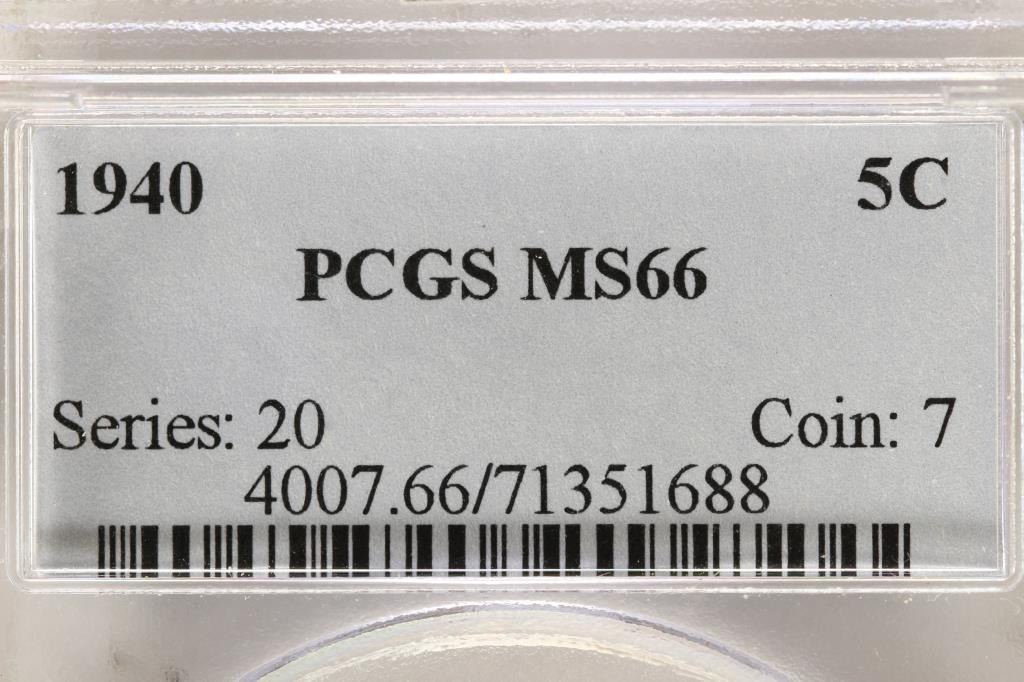 1940 5C
PCGS MS66
Series: 20 Coin: 7
4007.66/71351688